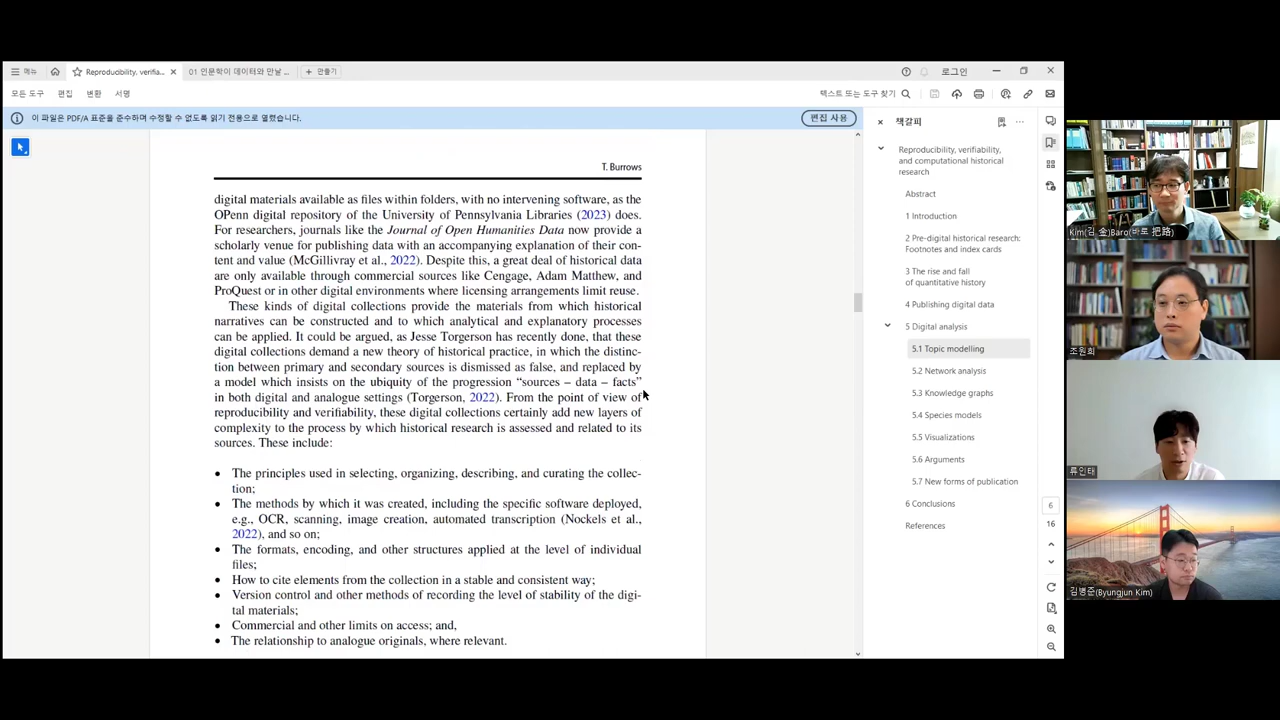 메뉴
Reproducibility. verifia...
01 인문학이 데이터와 만날 ...
+ 만들기
로그인
모든 도구 편집 변환 서명
텍스트 또는 도구 찾기
이 파일은 PDF/A 표준을 준수하며 수정할 수 없도록 읽기 전용으로 열렸습니다.
편집 사용
T. Burrows
digital materials available as files within folders, with no intervening software, as the
OPenn digital repository of the University of Pennsylvania Libraries (2023) does.
For researchers, journals like the Journal of Open Humanities Data now provide a
scholarly venue for publishing data with an accompanying explanation of their con-
tent and value (McGillivray et al., 2022). Despite this, a great deal of historical data
are only available through commercial sources like Cengage, Adam Matthew, and
ProQuest or in other digital environments where licensing arrangements limit reuse.
These kinds of digital collections provide the materials from which historical
narratives can be constructed and to which analytical and explanatory processes
can be applied. It could be argued, as Jesse Torgerson has recently done, that these
digital collections demand a new theory of historical practice, in which the distinc-
tion between primary and secondary sources is dismissed as false, and replaced by
a model which insists on the ubiquity of the progression “sources – data – facts”
in both digital and analogue settings (Torgerson, 2022). From the point of view of
reproducibility and verifiability, these digital collections certainly add new layers of
complexity to the process by which historical research is assessed and related to its
sources. These include:
• The principles used in selecting, organizing, describing, and curating the collec-
tion;
• The methods by which it was created, including the specific software deployed,
e.g., OCR, scanning, image creation, automated transcription (Nockels et al.,
2022), and so on;
• The formats, encoding, and other structures applied at the level of individual
files;
• How to cite elements from the collection in a stable and consistent way;
• Version control and other methods of recording the level of stability of the digi-
tal materials;
• Commercial and other limits on access; and,
• The relationship to analogue originals, where relevant.
책갈피
Reproducibility, verifiability,
and computational historical
research
Abstract
1 Introduction
2 Pre-digital historical research:
Footnotes and index cards
3 The rise and fall
of quantitative history
4 Publishing digital data
5 Digital analysis
5.1 Topic modelling
5.2 Network analysis
5.3 Knowledge graphs
5.4 Species models
5.5 Visualizations
5.6 Arguments
5.7 New forms of publication
6 Conclusions
References
6
16
Kim(김 金)Baro(바로 把路)
조원희
류인태
김병준(Byungjun Kim)